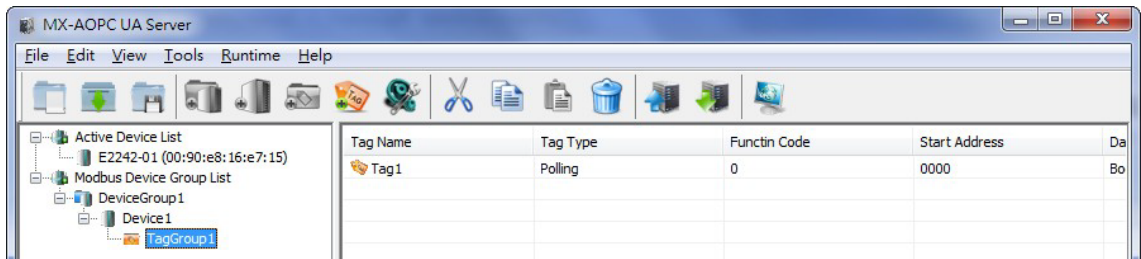 MX-AOPC UA Server
File Edit View Tools Runtime Help
TAG
Active Device List
E2242-01 (00:90:e8:16:e7:15)
Modbus Device Group List
DeviceGroup1
Device1
TagGroup1
Tag Name Tag Type Functin Code Start Address Da
Tag1 Polling 0 0000 Bo